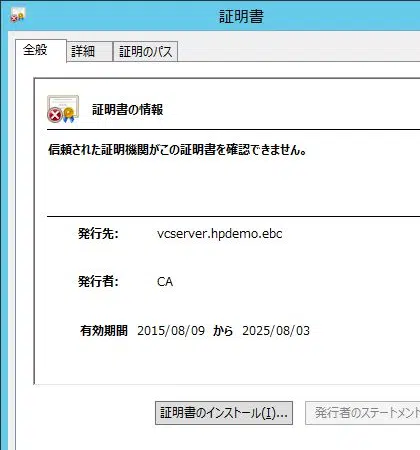 証明書
全般 詳細 証明のパス
証明書の情報
信頼された証明機関がこの証明書を確認できません。
発行先: vcserver.hpdemo.ebc
発行者: CA
有効期間 2015/08/09 から 2025/08/03
証明書のインストール(I)... 発行者のステートメント